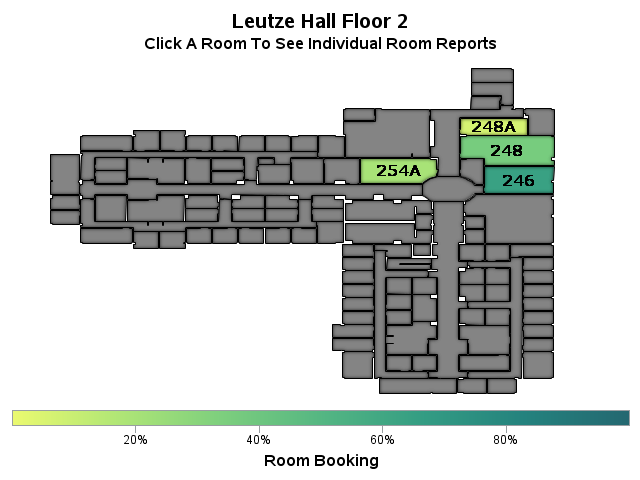 Leutze Hall Floor 2
Click A Room To See Individual Room Reports
248A
248
254A
246
20%
40%
60%
80%
Room Booking